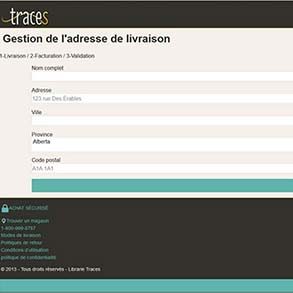 traces
Gestion de l'adresse de livraison
1-Livraison / 2-Facturation / 3-Validation
Nom complet
Adresse
123 rue Des Érables
Ville
Province
Alberta
Code postal
A1A 1A1
ACHAT SÉCURISÉ
Trouver un magasin
1-800-999-8787
Modes de livraison
Politiques de retour
Conditions d'utilisation
politique de confidentialité
© 2013 - Tous droits réservés - Librairie Traces